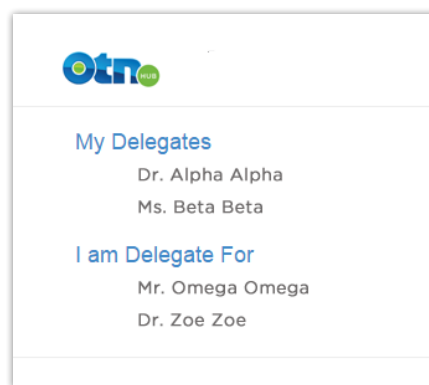 Otn HUB
My Delegates
Dr. Alpha Alpha
Ms. Beta Beta
I am Delegate For
Mr. Omega Omega
Dr. Zoe Zoe